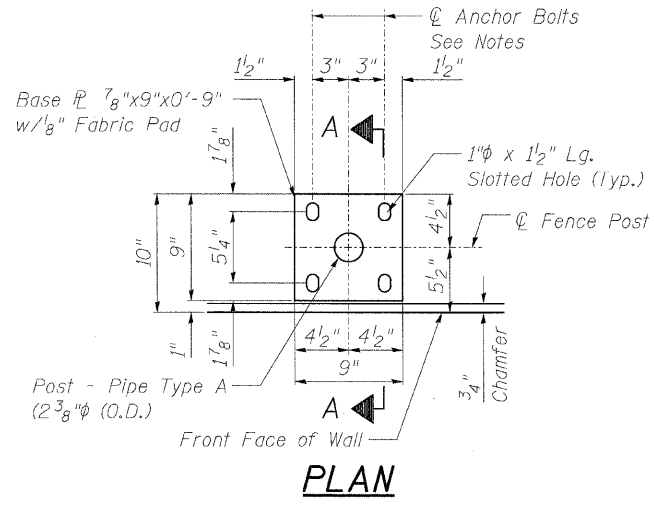 ℄ Anchor Bolts
See Notes
1½" 3" 3" 1½"
Base ℙL ⅞"x9"x0'-9"
w/⅛" Fabric Pad
A
1⅞"
1"ϕ x 1½" Lg.
Slotted Hole (Typ.)
10" 9" 5¼" 4½"
℄ Fence Post
5½"
1" 1⅞" 4½" 4½"
9"
¾" Chamfer
Post - Pipe Type A
(2⅜"ϕ (O.D.)
A
Front Face of Wall
PLAN